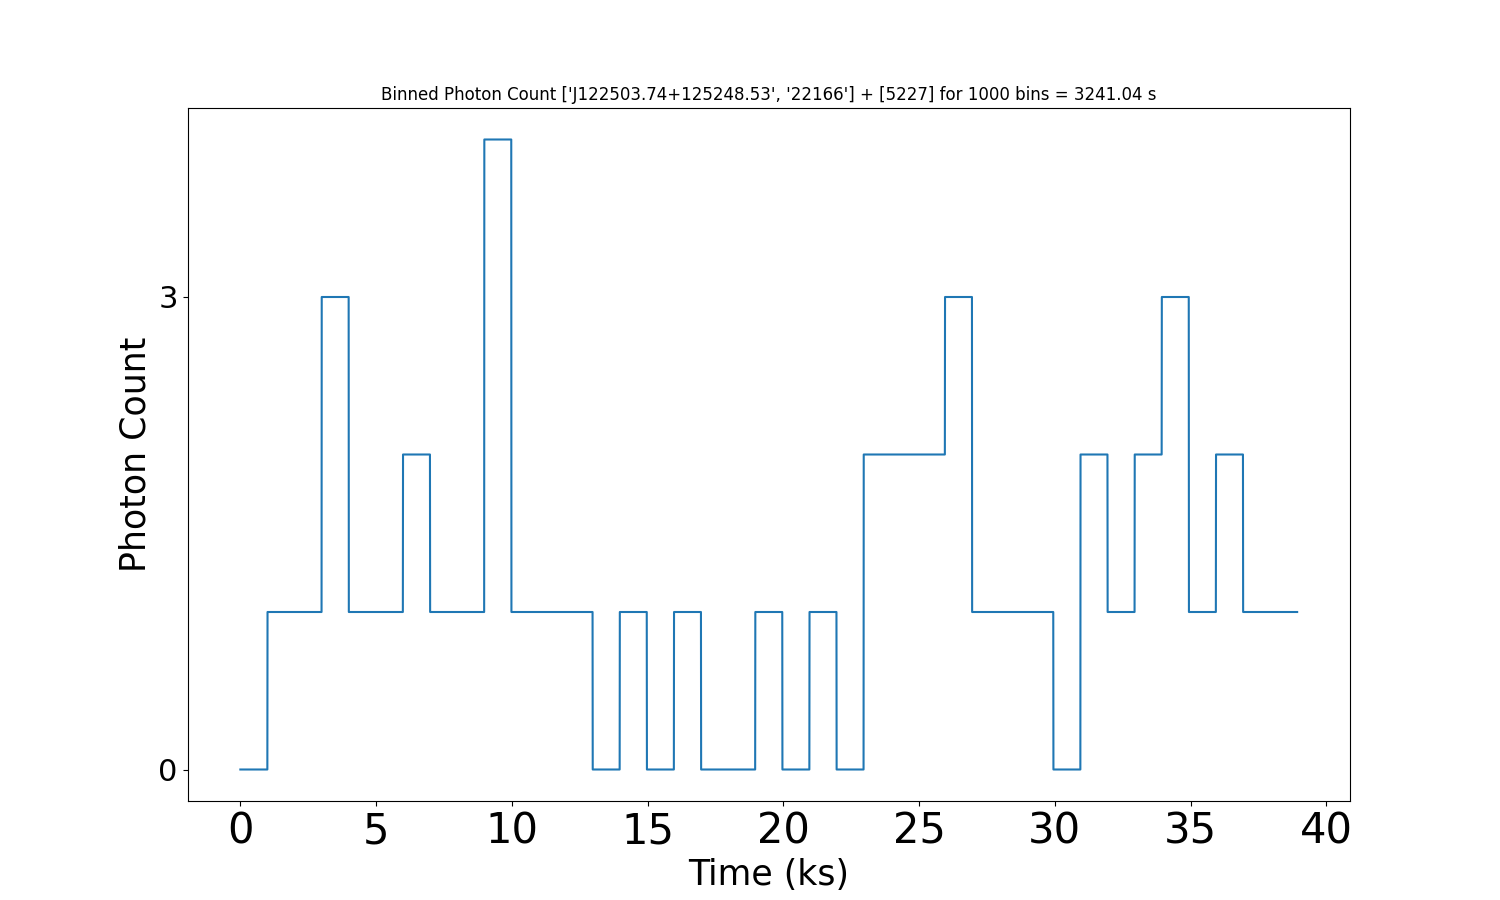 Binned Photon Count ['J122503.74+125248.53', '22166'] + [5227] for 1000 bins = 3241.04 s
Photon Count
3
0
0 5 10 15 20 25 30 35 40
Time (ks)